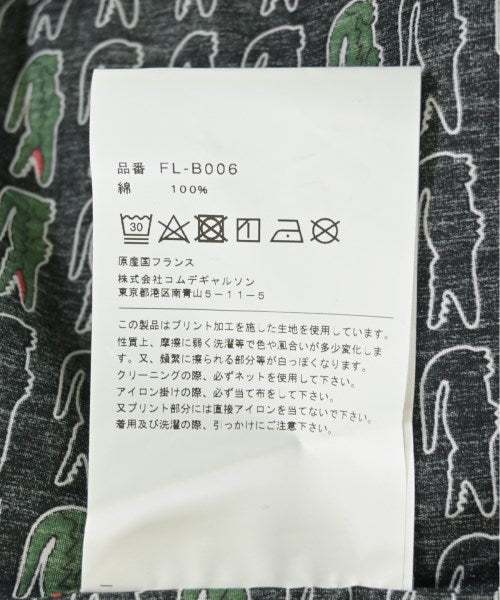 品番 FL-B006
綿 100%
30
原産国フランス
株式会社コムデギャルソン
東京都港区南青山5-11-5
この製品はプリント加工を施した生地を使用しています。
性質上、摩擦に弱く洗濯等で色や風合いが多少変化しま
す。又、頻繁に擦られる部分等が白っぽくなります。
クリーニングの際、必ずネットを使用して下さい。
アイロン掛けの際、必ず当て布をして下さい。
又プリント部分には直接アイロンを当てないで下さい。
着用及び洗濯の際、引っかけにご注意下さい。